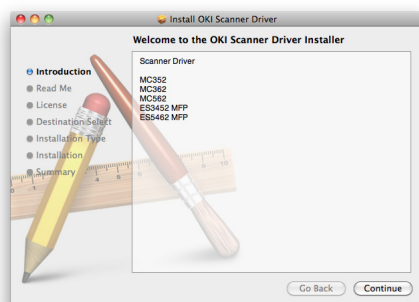 Install OKI Scanner Driver
Welcome to the OKI Scanner Driver Installer
Introduction
Read Me
License
Destination Select
Installation Type
Installation
Summary
Scanner Driver
MC352
MC362
MC562
ES3452 MFP
ES5462 MFP
Go Back
Continue